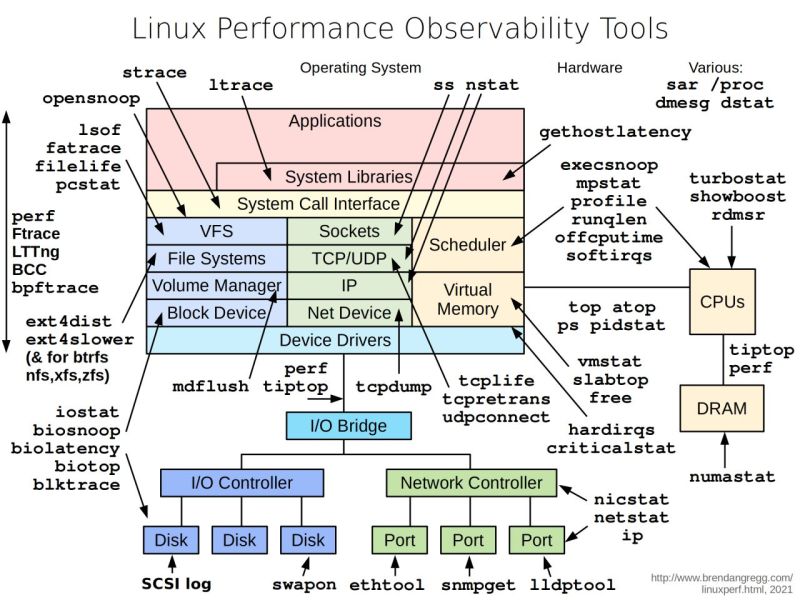 Linux Performance Observability Tools
Operating System
Hardware
Various:
sar /proc
dmesg dstat
strace
ltrace
ss nstat
opensnoop
lsof
fatrace
filelife
pcstat
gethostlatency
perf
Ftrace
LTTng
BCC
bpftrace
Applications
System Libraries
System Call Interface
VFS
Sockets
Scheduler
File Systems
TCP/UDP
Volume Manager
IP
Virtual
Memory
Block Device
Net Device
Device Drivers
execsnoop
mpstat
profile
runqlen
offcputime
softirqs
turbostat
showboost
rdmsr
CPUs
top atop
ps pidstat
ext4dist
ext4slower
(& for btrfs
nfs,xfs,zfs)
mdflush
perf
tiptop
tcpdump
tcplife
tcpretrans
udpconnect
vmstat
slabtop
free
tiptop
perf
DRAM
hardirqs
criticalstat
numastat
iostat
biosnoop
biolatency
biotop
blktrace
I/O Bridge
I/O Controller
Network Controller
nicstat
netstat
ip
Disk
Disk
Disk
Port
Port
Port
SCSI log
swapon
ethtool
snmpget
lldptool
http://www.brendangregg.com/
linuxperf.html, 2021